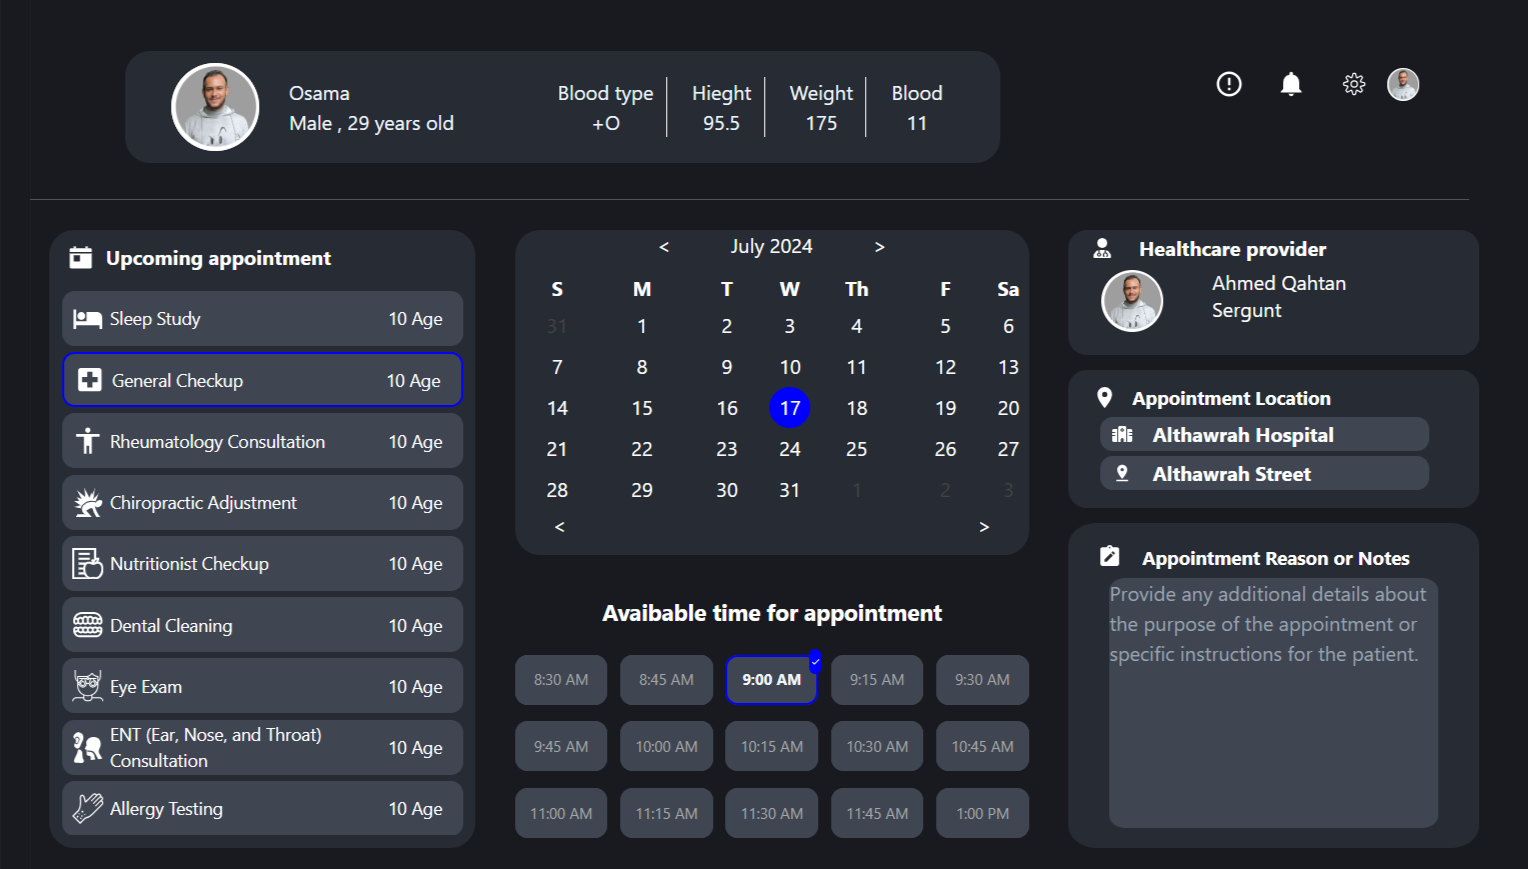 Osama
Male , 29 years old
Blood type
+O
Hieght
95.5
Weight
175
Blood
11
Upcoming appointment
Sleep Study 10 Age
General Checkup 10 Age
Rheumatology Consultation 10 Age
Chiropractic Adjustment 10 Age
Nutritionist Checkup 10 Age
Dental Cleaning 10 Age
Eye Exam 10 Age
ENT (Ear, Nose, and Throat)
Consultation 10 Age
Allergy Testing 10 Age
< July 2024 >
S M T W Th F Sa
31 1 2 3 4 5 6
7 8 9 10 11 12 13
14 15 16 17 18 19 20
21 22 23 24 25 26 27
28 29 30 31 1 2 3
< >
Avaibable time for appointment
8:30 AM 8:45 AM 9:00 AM 9:15 AM 9:30 AM
9:45 AM 10:00 AM 10:15 AM 10:30 AM 10:45 AM
11:00 AM 11:15 AM 11:30 AM 11:45 AM 1:00 PM
Healthcare provider
Ahmed Qahtan
Sergunt
Appointment Location
Althawrah Hospital
Althawrah Street
Appointment Reason or Notes
Provide any additional details about
the purpose of the appointment or
specific instructions for the patient.